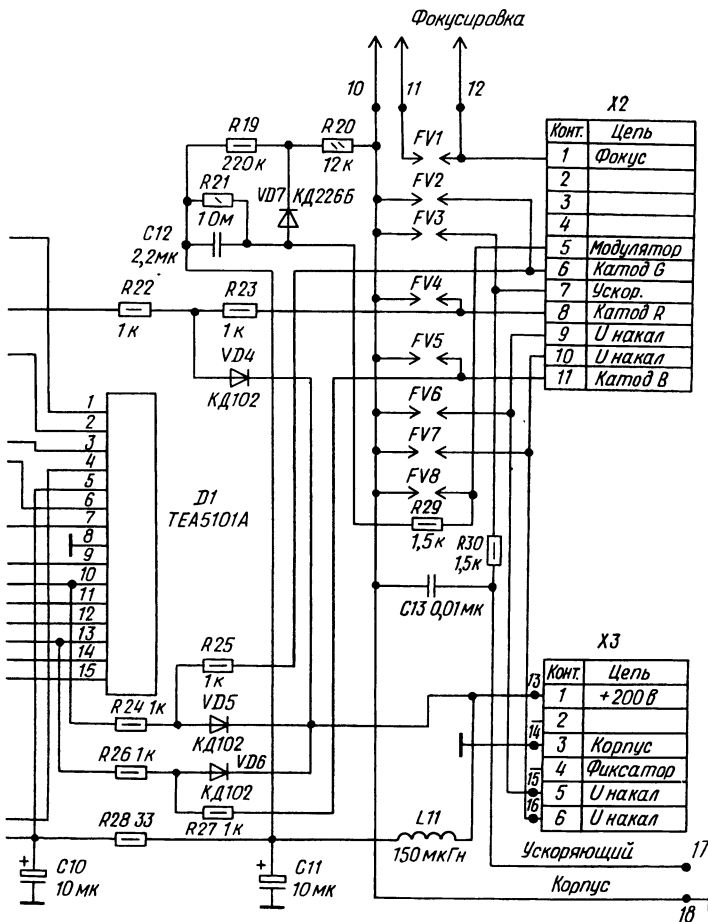 Фокусировка
10
11
12
X2
Конт. Цепь
1 Фокус
2
3
4
5 Модулятор
6 Катод G
7 Ускор.
8 Катод R
9 U накал
10 U накал
11 Катод B
R19
220к
R20
12к
FV1
R21
10м
VD7 КД226Б
FV2
FV3
C12
2,2мк
R22
1к
R23
1к
FV4
VD4
КД102
FV5
FV6
FV7
FV8
R29
1,5к
R30
1,5к
1
2
3
4
5
6
7
8
9
10
11
12
13
14
15
D1
TEA5101A
C13 0,01мк
X3
Конт. Цепь
1 +200В
2
3 Корпус
4 Фиксатор
5 U накал
6 U накал
13
14
15
16
R25
1к
R24 1к
VD5
КД102
R26 1к
VD6
КД102
R27 1к
R28 33
L11
150мкГн
+
C10
10мк
+
C11
10мк
Ускоряющий 17
Корпус
18